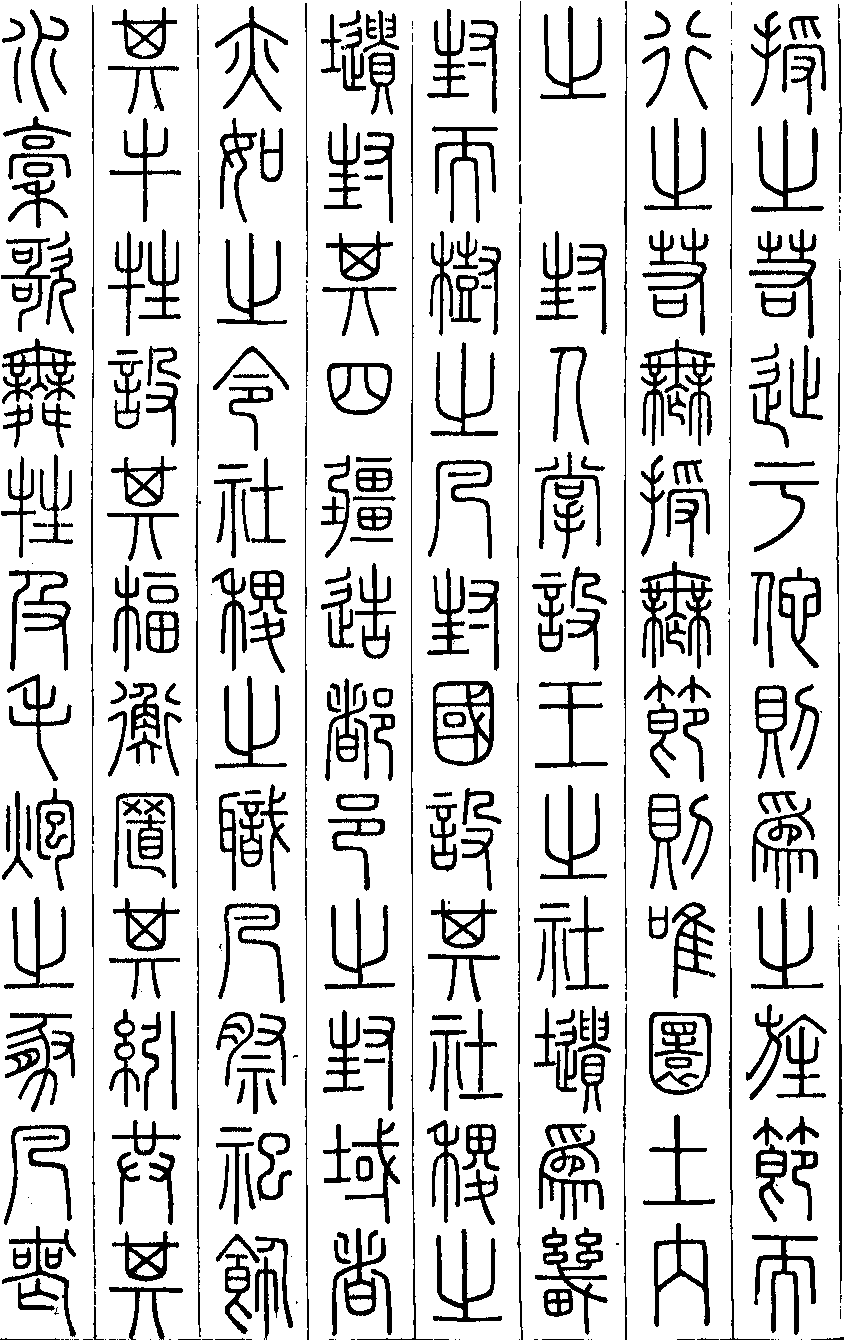 授之若徙于他則為之旌節而
行之若無授無節則唯圜土內
之 封人掌設王之社壝為畿
封而樹之凡封國設其社稷之
壝封其四疆造都邑之封域者
亦如之令社稷之職凡祭祀飾
其牛牲設其楅衡置其絼共其
水稾歌舞牲及毛炮之豚凡喪